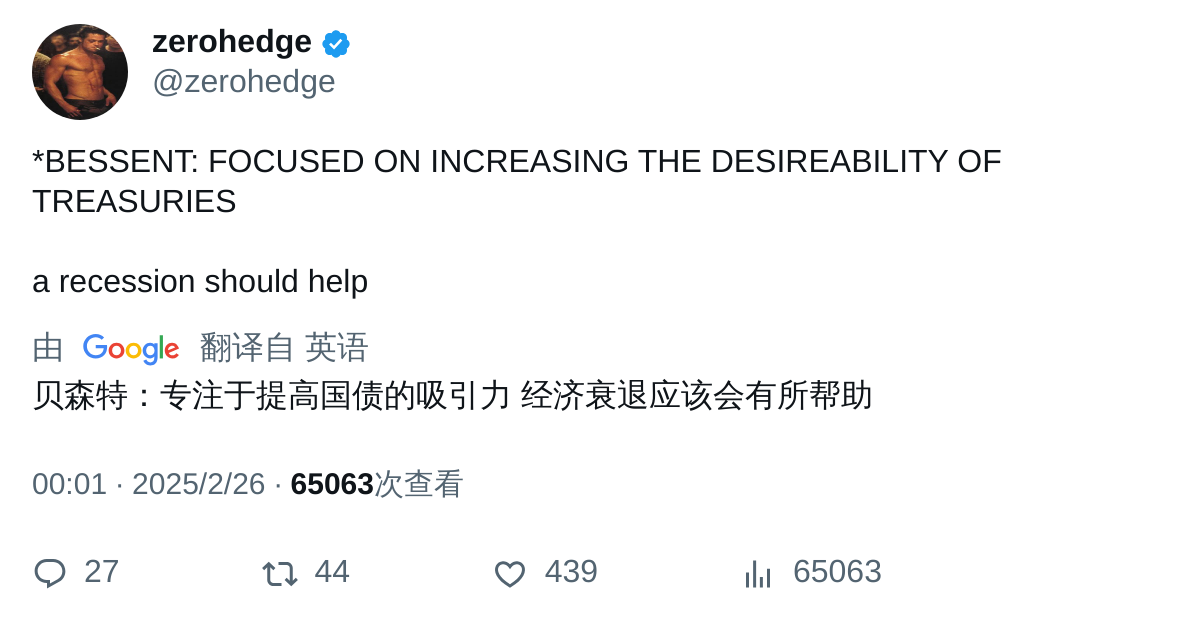 zerohedge
@zerohedge
*BESSENT: FOCUSED ON INCREASING THE DESIREABILITY OF
TREASURIES
a recession should help
由 Google 翻译自 英语
贝森特：专注于提高国债的吸引力 经济衰退应该会有所帮助
00:01 · 2025/2/26 · 65063次查看
27 44 439 65063